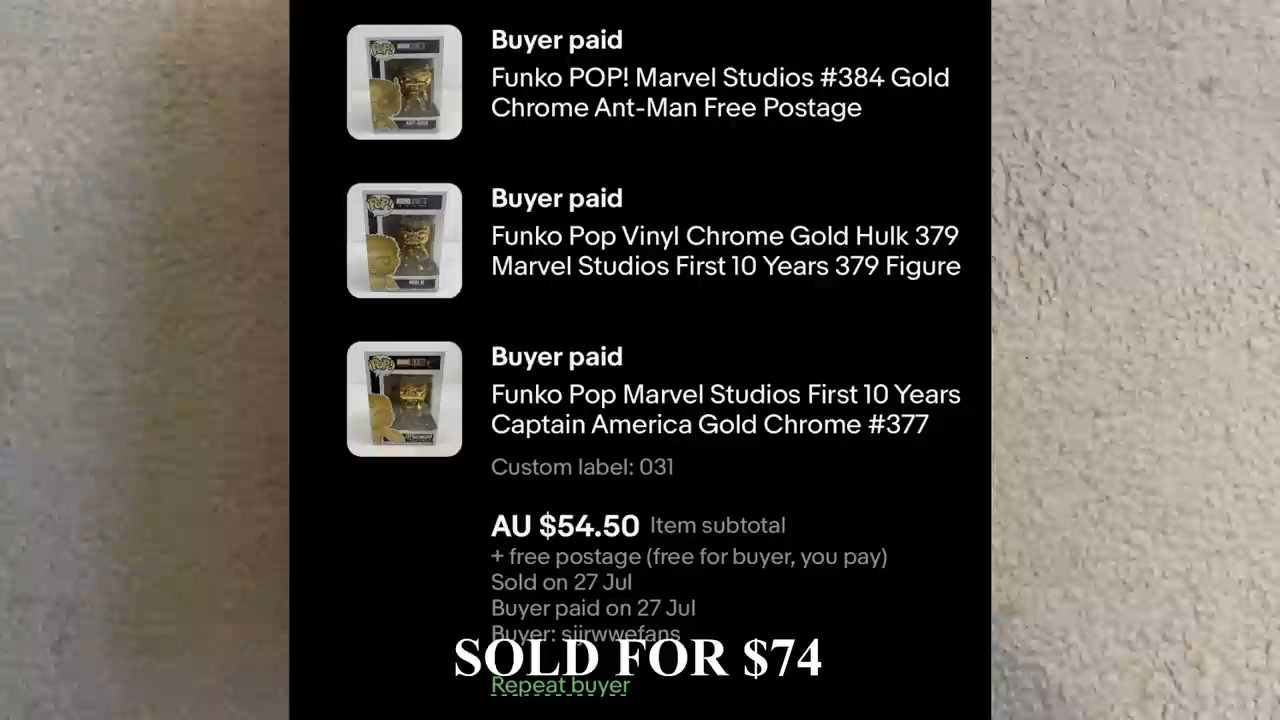 Buyer paid
Funko POP! Marvel Studios #384 Gold
Chrome Ant-Man Free Postage
Buyer paid
Funko Pop Vinyl Chrome Gold Hulk 379
Marvel Studios First 10 Years 379 Figure
Buyer paid
Funko Pop Marvel Studios First 10 Years
Captain America Gold Chrome #377
Custom label: 031
AU $54.50 Item subtotal
+ free postage (free for buyer, you pay)
Sold on 27 Jul
Buyer paid on 27 Jul
Buyer: siirwwefans
SOLD FOR $74
Repeat buyer